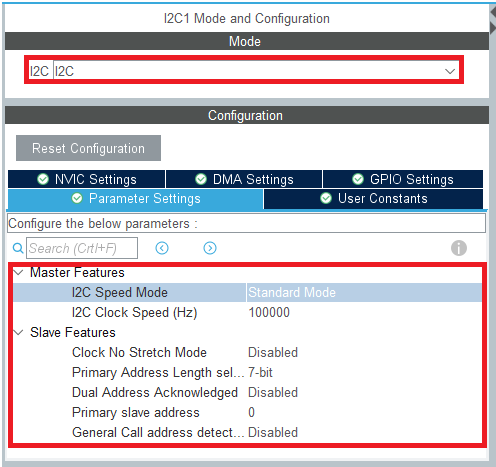 I2C1 Mode and Configuration
Mode
I2C I2C
Configuration
Reset Configuration
NVIC Settings DMA Settings GPIO Settings
Parameter Settings User Constants
Configure the below parameters :
Search (CrtI+F)
Master Features
I2C Speed Mode Standard Mode
I2C Clock Speed (Hz) 100000
Slave Features
Clock No Stretch Mode Disabled
Primary Address Length sel... 7-bit
Dual Address Acknowledged Disabled
Primary slave address 0
General Call address detect... Disabled